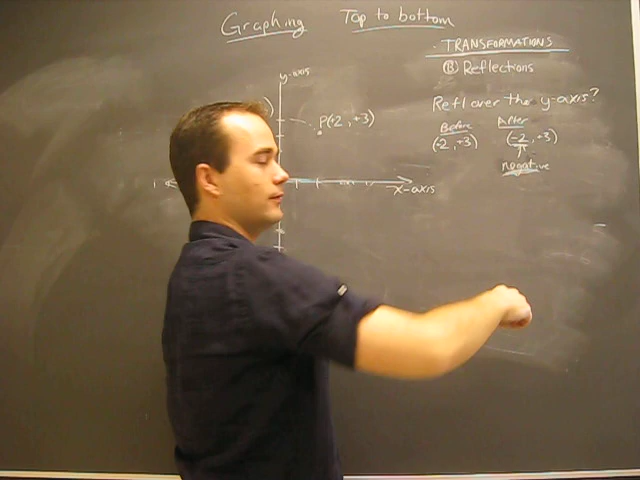 Graphing Top to bottom
• TRANSFORMATIONS
Ⓑ Reflections
y-axis
Refl over the y-axis?
)
P(+2, +3)
Before After
(+2, +3) (-2, +3)
negative
x-axis